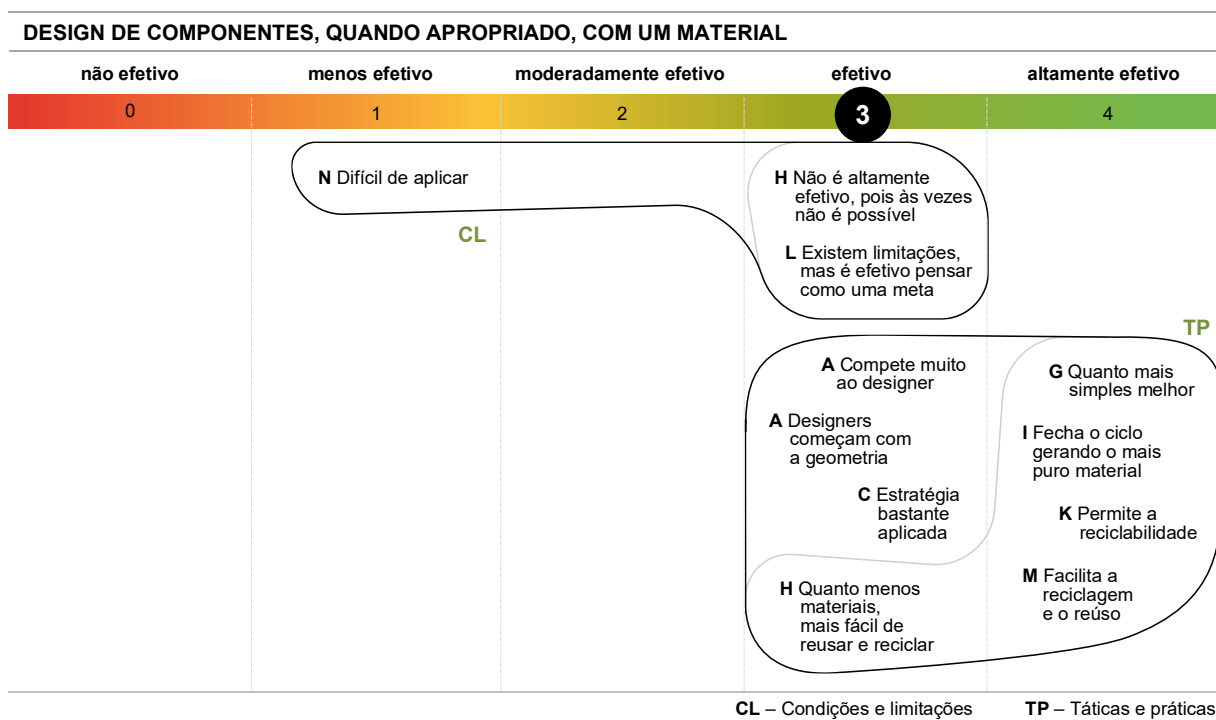 DESIGN DE COMPONENTES, QUANDO APROPRIADO, COM UM MATERIAL
não efetivo
menos efetivo
moderadamente efetivo
efetivo
altamente efetivo
0
1
2
3
4
N Difícil de aplicar
CL
H Não é altamente
efetivo, pois às vezes
não é possível
L Existem limitações,
mas é efetivo pensar
como uma meta
TP
A Compete muito
ao designer
A Designers
começam com
a geometria
C Estratégia
bastante
aplicada
H Quanto menos
materiais,
mais fácil de
reusar e reciclar
G Quanto mais
simples melhor
I Fecha o ciclo
gerando o mais
puro material
K Permite a
reciclabilidade
M Facilita a
reciclagem
e o reúso
CL – Condições e limitações
TP – Táticas e práticas